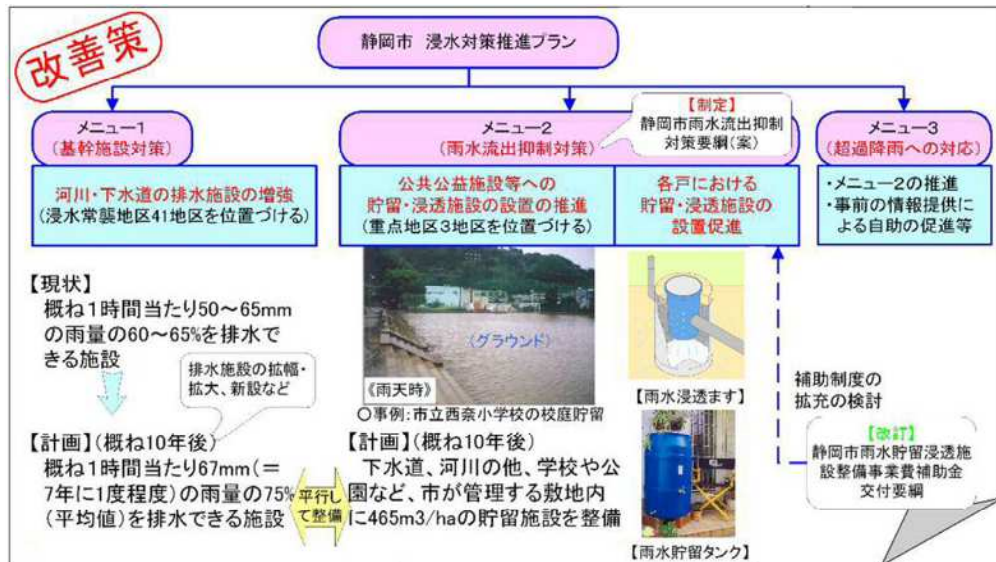 改善策
静岡市 浸水対策推進プラン
メニュー1
(基幹施設対策)
河川・下水道の排水施設の増強
(浸水常襲地区41地区を位置づける)
【現状】
概ね1時間当たり50～65mm
の雨量の60～65%を排水で
きる施設
排水施設の拡幅・
拡大、新設など
【計画】(概ね10年後)
概ね1時間当たり67mm(=
7年に1度程度)の雨量の75%
(平均値)を排水できる施設
平行し
て整備
メニュー2
(雨水流出抑制対策)
【制定】
静岡市雨水流出抑制
対策要綱(案)
公共公益施設等への
貯留・浸透施設の設置の推進
(重点地区3地区を位置づける)
(グラウンド)
《雨天時》
○事例:市立西奈小学校の校庭貯留
【計画】(概ね10年後)
下水道、河川の他、学校や公
園など、市が管理する敷地内
に465m3/haの貯留施設を整備
各戸における
貯留・浸透施設の
設置促進
【雨水浸透ます】
【雨水貯留タンク】
メニュー3
(超過降雨への対応)
・メニュー2の推進
・事前の情報提供に
よる自助の促進等
補助制度の
拡充の検討
【改訂】
静岡市雨水貯留浸透施
設整備事業費補助金
交付要綱